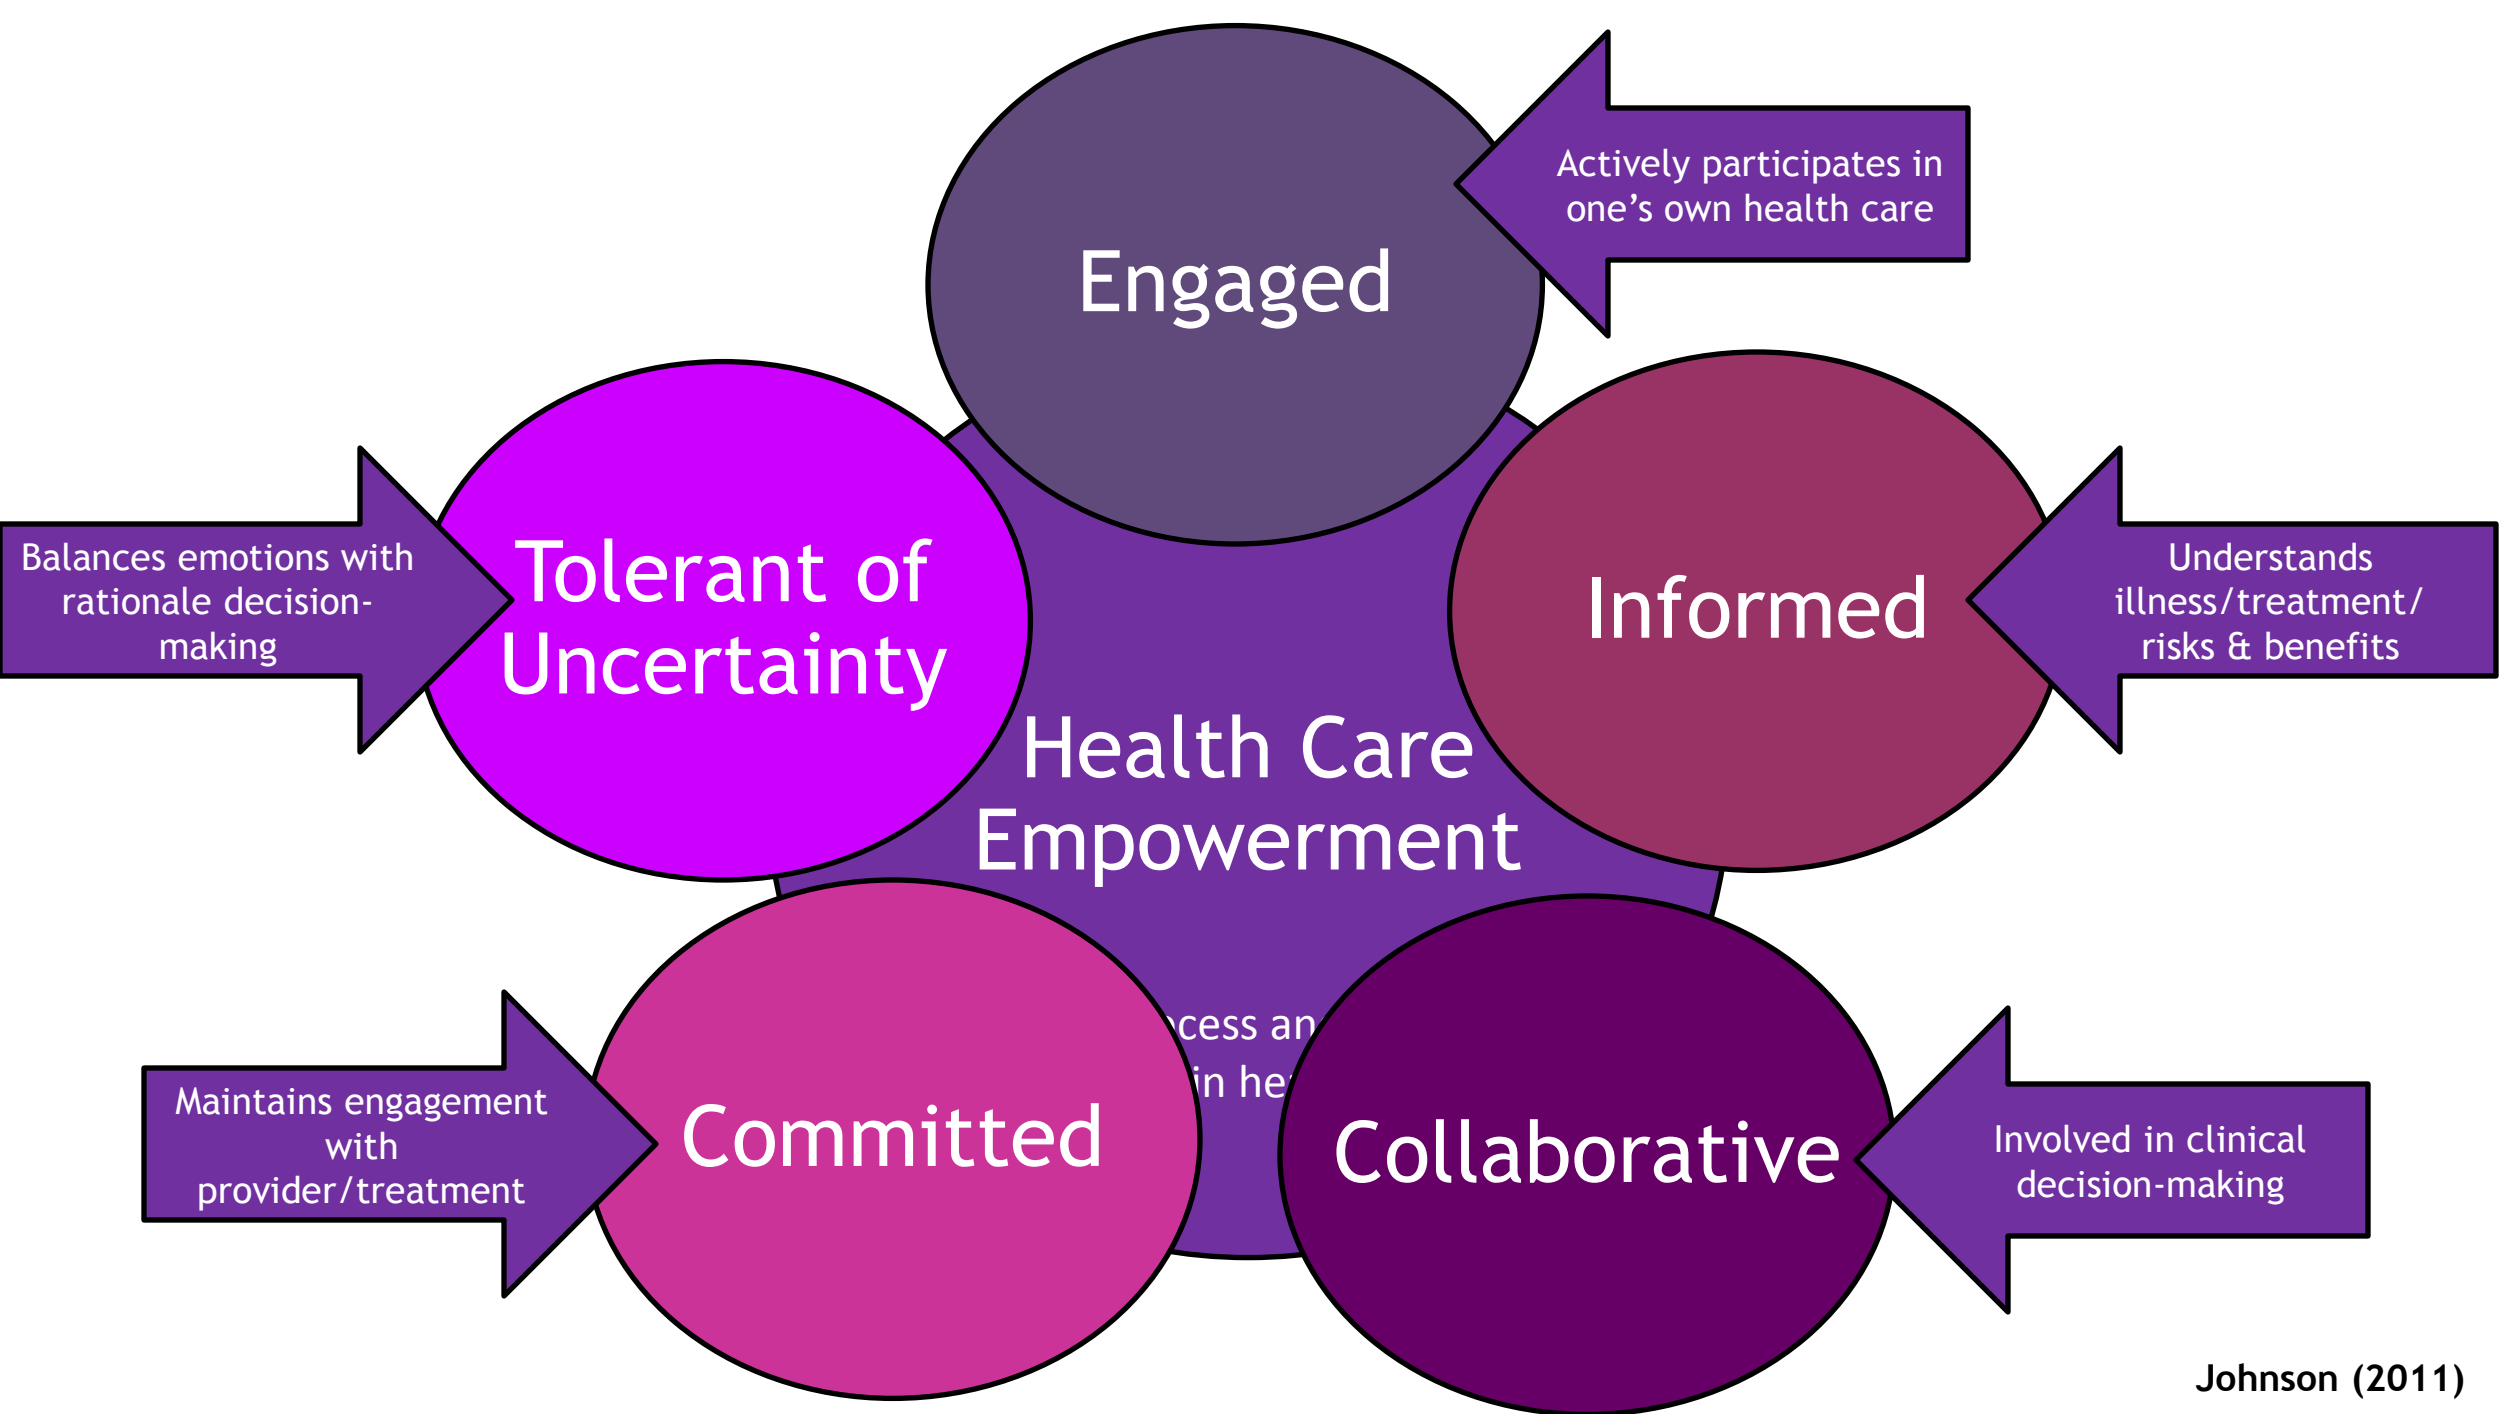 Engaged
Actively participates in
one’s own health care
Tolerant of
Uncertainty
Balances emotions with
rationale decision-
making
Informed
Understands
illness/treatment/
risks & benefits
Health Care
Empowerment
in
Committed
Maintains engagement
with
provider/treatment
Collaborative
Involved in clinical
decision-making
Johnson (2011)